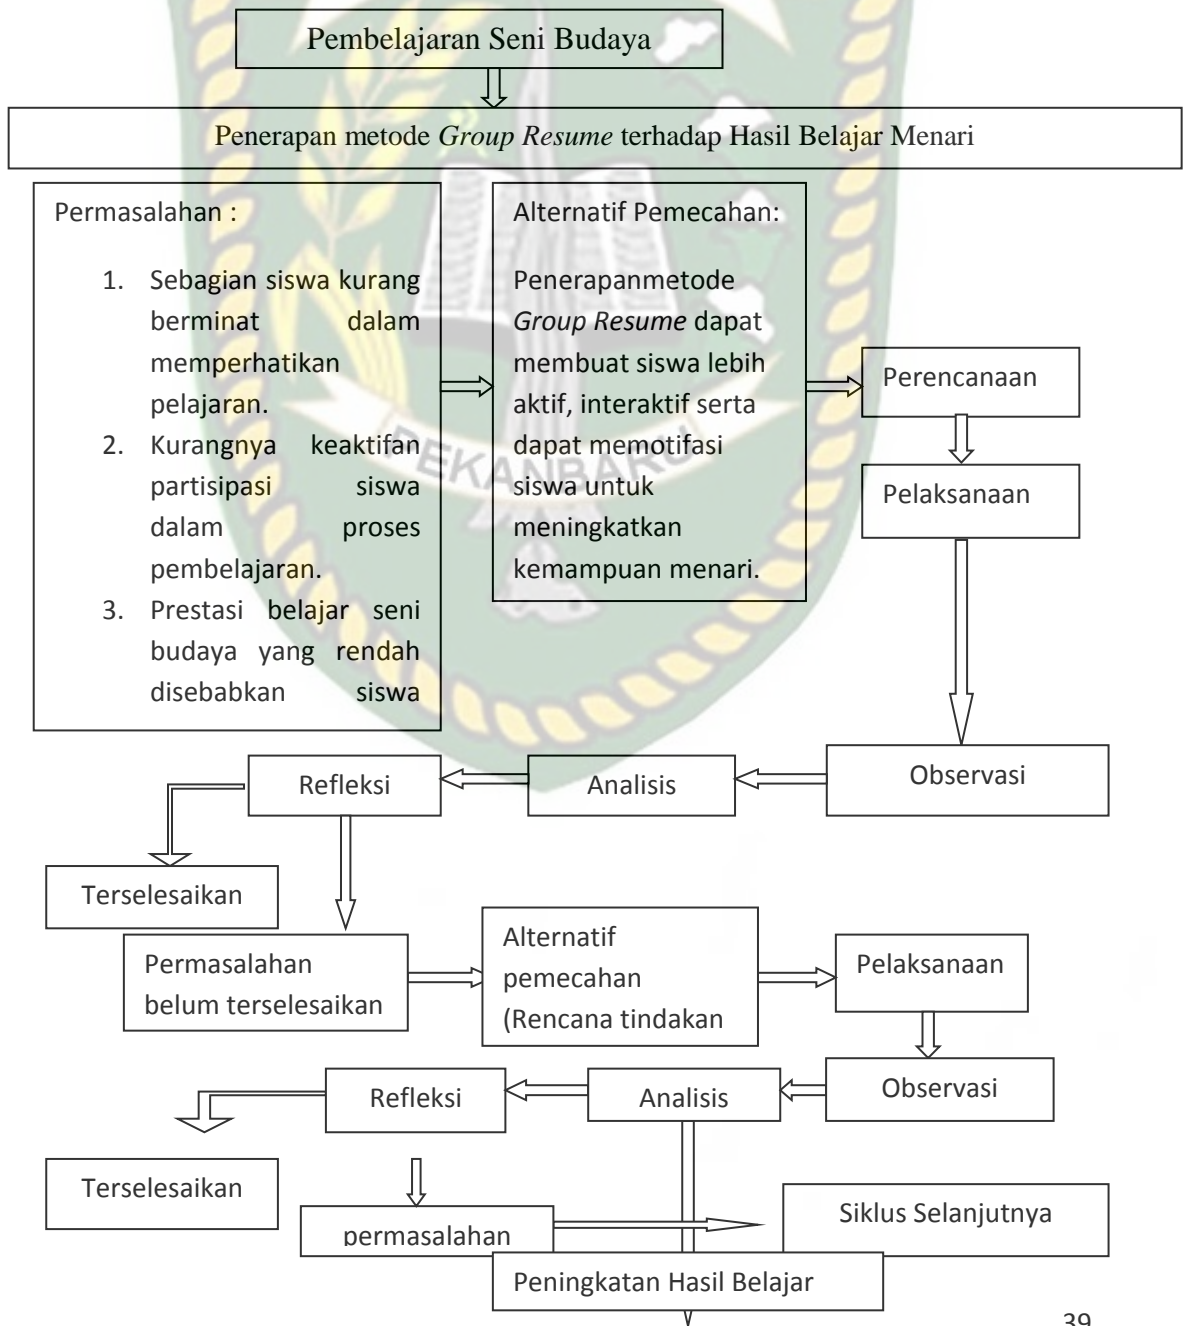 Pembelajaran Seni Budaya
Penerapan metode Group Resume terhadap Hasil Belajar Menari
Permasalahan :
1. Sebagian siswa kurang
berminat dalam
memperhatikan
pelajaran.
2. Kurangnya keaktifan
partisipasi siswa
dalam proses
pembelajaran.
3. Prestasi belajar seni
budaya yang rendah
disebabkan siswa
Alternatif Pemecahan:
Penerapanmetode
Group Resume dapat
membuat siswa lebih
aktif, interaktif serta
dapat memotifasi
siswa untuk
meningkatkan
kemampuan menari.
PEKANBARU
Perencanaan
Pelaksanaan
Observasi
Analisis
Refleksi
Terselesaikan
Permasalahan
belum terselesaikan
Alternatif
pemecahan
(Rencana tindakan
Pelaksanaan
Observasi
Analisis
Refleksi
Terselesaikan
permasalahan
Siklus Selanjutnya
Peningkatan Hasil Belajar
39